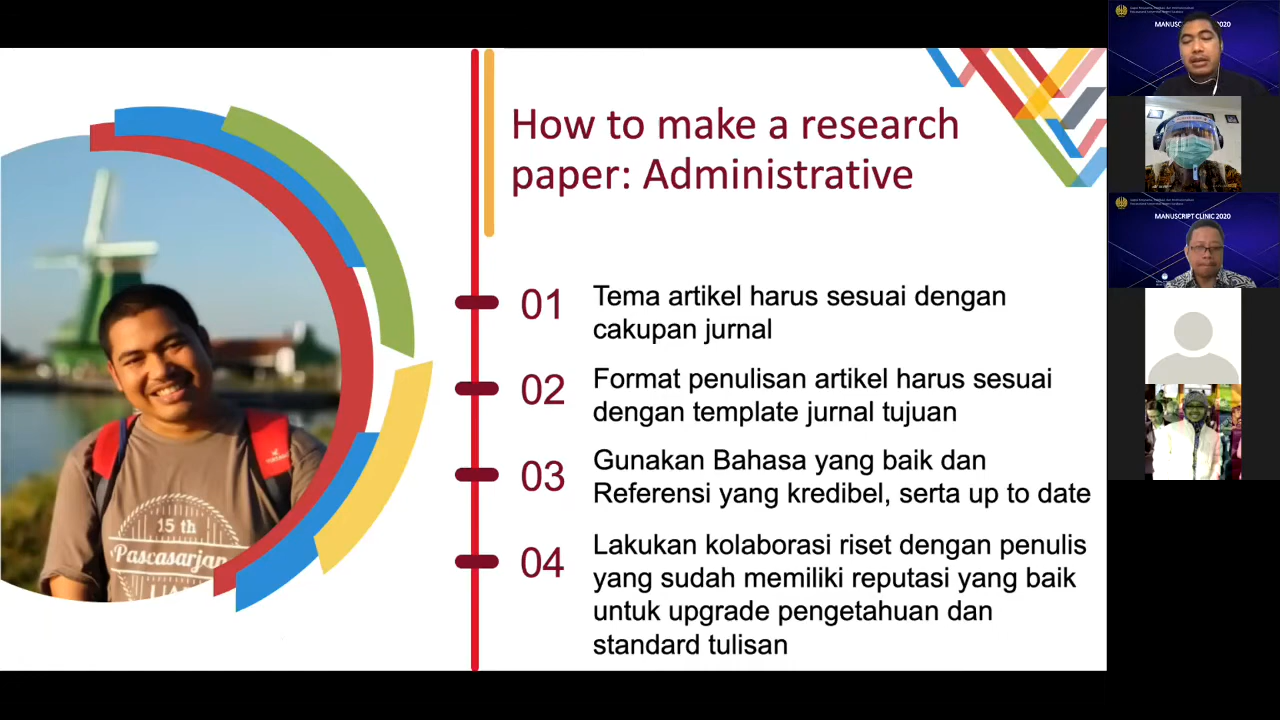 How to make a research
paper: Administrative
01
Tema artikel harus sesuai dengan
cakupan jurnal
02
Format penulisan artikel harus sesuai
dengan template jurnal tujuan
03
Gunakan Bahasa yang baik dan
Referensi yang kredibel, serta up to date
04
Lakukan kolaborasi riset dengan penulis
yang sudah memiliki reputasi yang baik
untuk upgrade pengetahuan dan
standard tulisan
15 th
Pascasarjan
MANUSC 2020
MANUSCRIPT CLINIC 2020